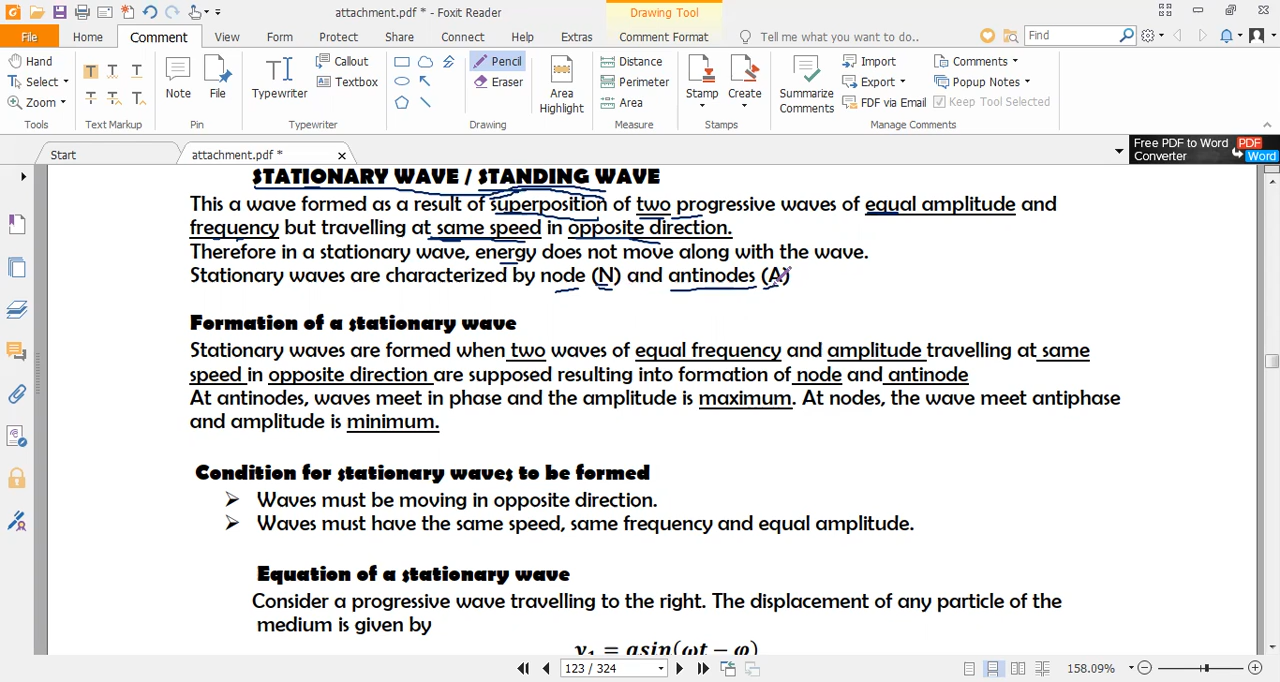 attachment.pdf * - Foxit Reader
Drawing Tool
File
Home
Comment
View
Form
Protect
Share
Connect
Help
Extras
Comment Format
Tell me what you want to do..
Find
Hand
Select
Zoom
Tools
Text Markup
Note
File
Pin
Typewriter
Callout
Textbox
Typewriter
Pencil
Eraser
Drawing
Area
Highlight
Distance
Perimeter
Area
Measure
Stamp
Create
Stamps
Summarize
Comments
Import
Export
FDF via Email
Comments
Popup Notes
Keep Tool Selected
Manage Comments
Start
attachment.pdf *
Free PDF to Word
Converter
PDF
Word
STATIONARY WAVE / STANDING WAVE
This a wave formed as a result of superposition of two progressive waves of equal amplitude and
frequency but travelling at same speed in opposite direction.
Therefore in a stationary wave, energy does not move along with the wave.
Stationary waves are characterized by node (N) and antinodes (A)
Formation of a stationary wave
Stationary waves are formed when two waves of equal frequency and amplitude travelling at same
speed in opposite direction are supposed resulting into formation of node and antinode
At antinodes, waves meet in phase and the amplitude is maximum. At nodes, the wave meet antiphase
and amplitude is minimum.
Condition for stationary waves to be formed
➢ Waves must be moving in opposite direction.
➢ Waves must have the same speed, same frequency and equal amplitude.
Equation of a stationary wave
Consider a progressive wave travelling to the right. The displacement of any particle of the
medium is given by
y₁ = asin(ωt − φ)
123 / 324
158.09%